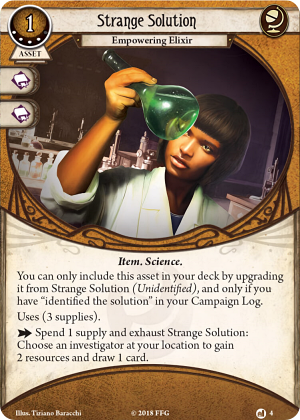 1
Strange Solution
ASSET
Empowering Elixir
Item. Science.
You can only include this asset in your deck by upgrading
it from Strange Solution (Unidentified), and only if you
have “identified the solution” in your Campaign Log.
Uses (3 supplies).
Spend 1 supply and exhaust Strange Solution:
Choose an investigator at your location to gain
2 resources and draw 1 card.
Illus. Tiziano Baracchi
© 2018 FFG
4